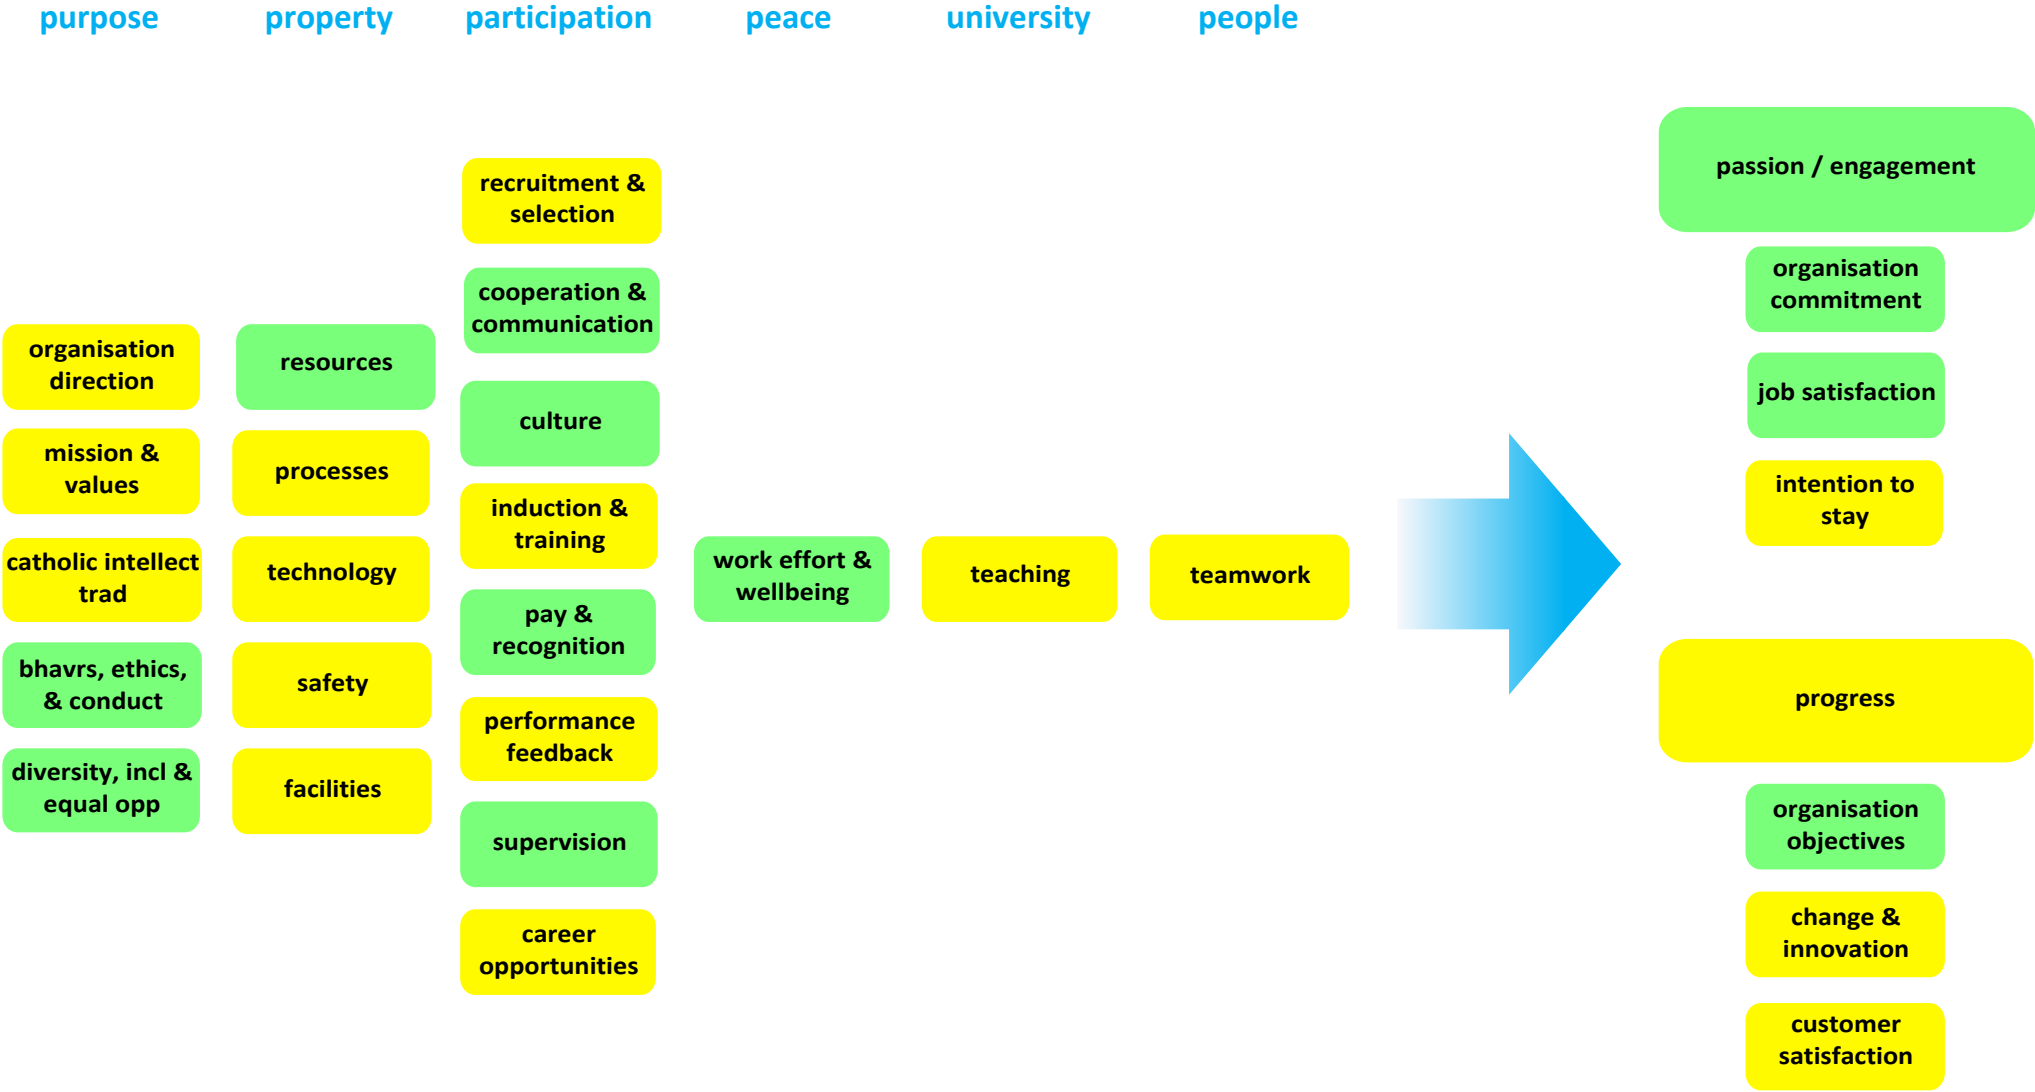 purpose
property
participation
peace
university
people
organisation
direction
mission &
values
catholic intellect
trad
bhavrs, ethics,
& conduct
diversity, incl &
equal opp
resources
processes
technology
safety
facilities
recruitment &
selection
cooperation &
communication
culture
induction &
training
pay &
recognition
performance
feedback
supervision
career
opportunities
work effort &
wellbeing
teaching
teamwork
passion / engagement
organisation
commitment
job satisfaction
intention to
stay
progress
organisation
objectives
change &
innovation
customer
satisfaction